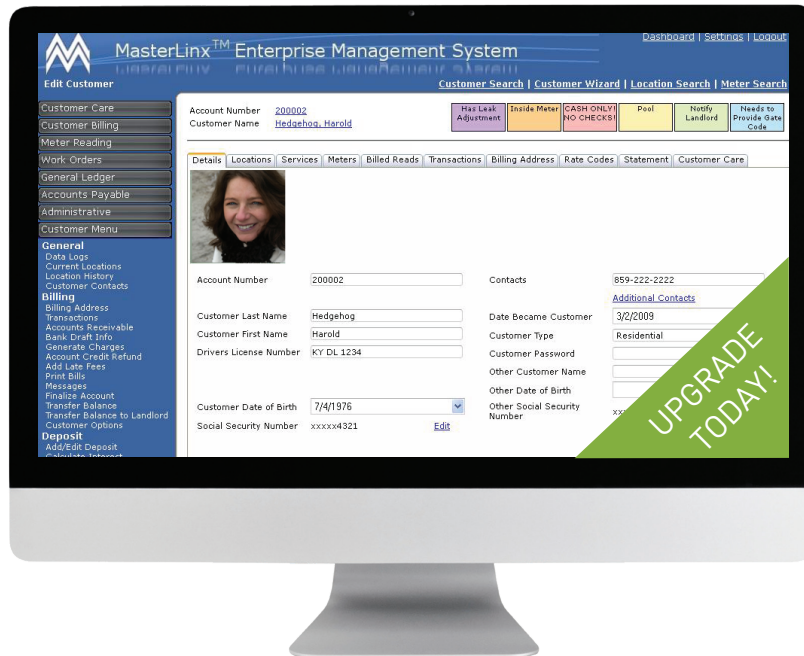 MasterLinx™ Enterprise Management System
Dashboard | Settings | Logout
Edit Customer
Customer Search | Customer Wizard | Location Search | Meter Search
Customer Care
Customer Billing
Meter Reading
Work Orders
General Ledger
Accounts Payable
Administrative
Customer Menu
General
Data Logs
Current Locations
Location History
Customer Contacts
Billing
Billing Address
Transactions
Accounts Receivable
Bank Draft Info
Generate Charges
Account Credit Refund
Add Late Fees
Print Bills
Messages
Finalize Account
Transfer Balance
Transfer Balance to Landlord
Customer Options
Deposit
Add/Edit Deposit
Calculate Interest
Account Number 200002
Customer Name Hedgehog, Harold
Has Leak Adjustment
Inside Meter
CASH ONLY! NO CHECKS!
Pool
Notify Landlord
Needs to Provide Gate Code
Details Locations Services Meters Billed Reads Transactions Billing Address Rate Codes Statement Customer Care
Account Number 200002
Customer Last Name Hedgehog
Customer First Name Harold
Drivers License Number KY DL 1234
Customer Date of Birth 7/4/1976
Social Security Number xxxxx4321 Edit
Contacts 859-222-2222
Additional Contacts
Date Became Customer 3/2/2009
Customer Type Residential
Customer Password
Other Customer Name
Other Date of Birth
Other Social Security
Number
UPGRADE
TODAY!